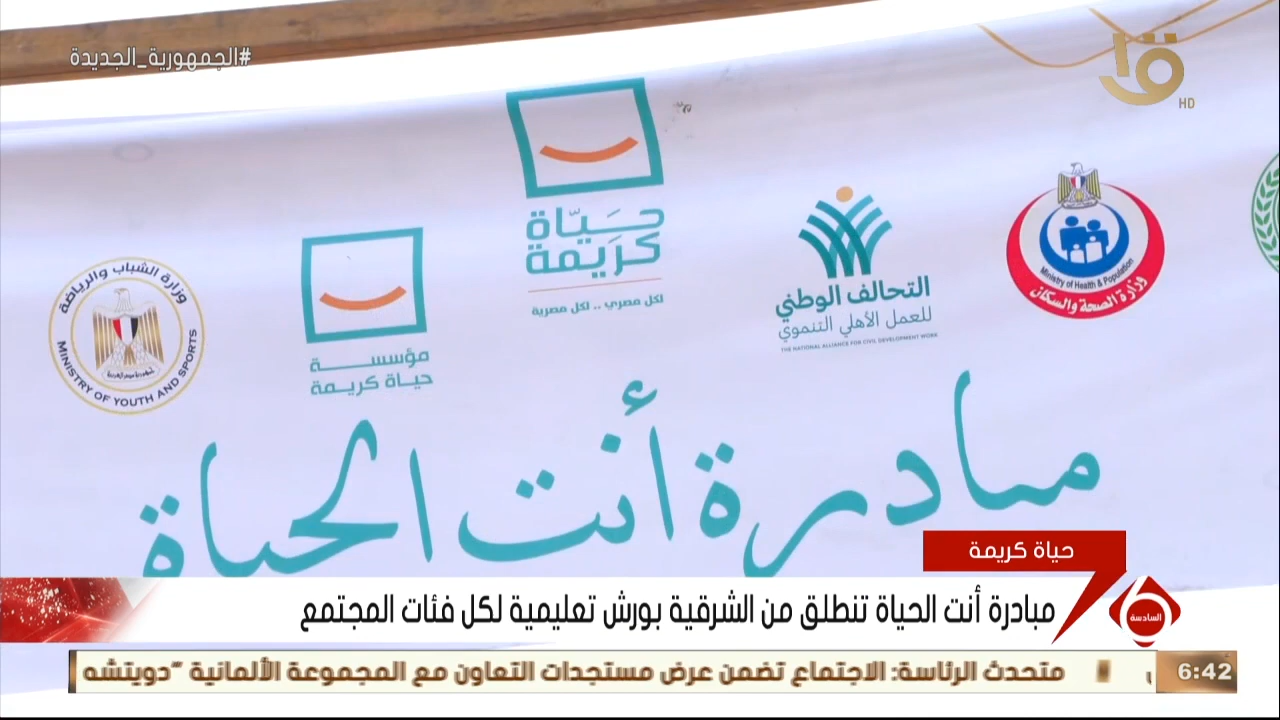 #الجمهورية_الجديدة
HD
حياة كريمة
لكل مصري .. لكل مصرية
مؤسسة
حياة كريمة
وزارة الشباب والرياضة
MINISTRY OF YOUTH AND SPORTS
التحالف الوطني
للعمل الأهلي التنموي
THE NATIONAL ALLIANCE FOR CIVIL DEVELOPMENT WORK
Ministry of Health & Population
وزارة الصحة والسكان
مبادرة أنت الحياة
حياة كريمة
السادسة
مبادرة أنت الحياة تنطلق من الشرقية بورش تعليمية لكل فئات المجتمع
متحدث الرئاسة: الاجتماع تضمن عرض مستجدات التعاون مع المجموعة الألمانية "دويتشه
6:42